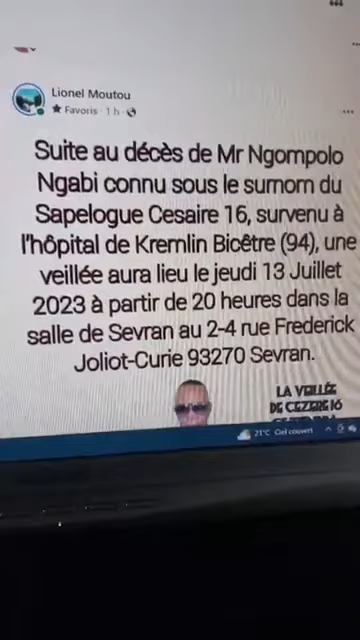 Lionel Moutou
Favoris · 1 h ·
Suite au décès de Mr Ngompolo
Ngabi connu sous le surnom du
Sapelogue Cesaire 16, survenu à
l'hôpital de Kremlin Bicêtre (94), une
veillée aura lieu le jeudi 13 Juillet
2023 à partir de 20 heures dans la
salle de Sevran au 2-4 rue Frederick
Joliot-Curie 93270 Sevran.
LA VEILLÉE
DE CEZERE 16
21°C Ciel couvert